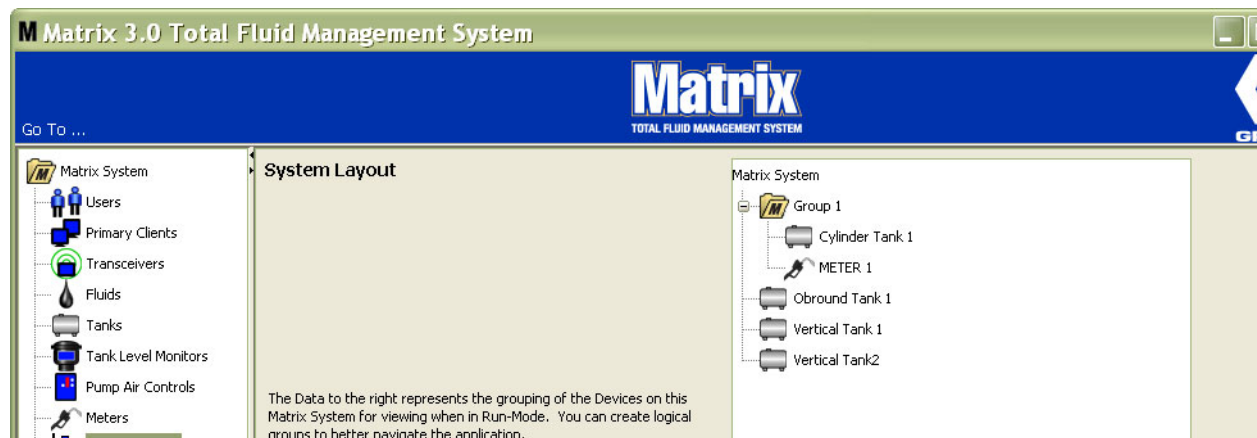 M Matrix 3.0 Total Fluid Management System
Matrix
TOTAL FLUID MANAGEMENT SYSTEM
Go To ...
Matrix System
Users
Primary Clients
Transceivers
Fluids
Tanks
Tank Level Monitors
Pump Air Controls
Meters
System Layout
The Data to the right represents the grouping of the Devices on this
Matrix System for viewing when in Run-Mode. You can create logical
groups to better navigate the application.
Matrix System
Group 1
Cylinder Tank 1
METER 1
Obround Tank 1
Vertical Tank 1
Vertical Tank2